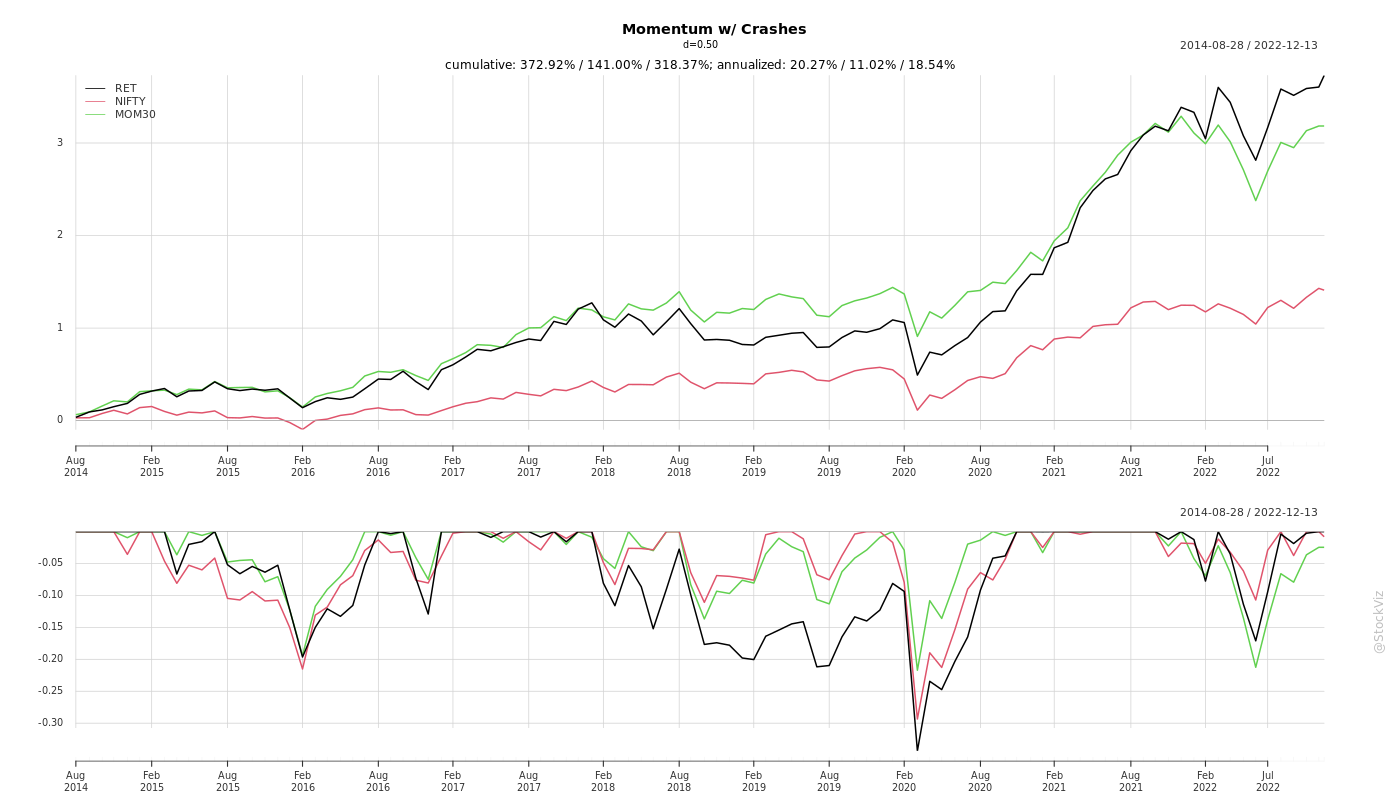 Momentum w/ Crashes
d=0.50
2014-08-28 / 2022-12-13
cumulative: 372.92% / 141.00% / 318.37%; annualized: 20.27% / 11.02% / 18.54%
RET
NIFTY
MOM30
3
2
1
0
Aug Feb Aug Feb Aug Feb Aug Feb Aug Feb Aug Feb Aug Feb Aug Feb Jul
2014 2015 2015 2016 2016 2017 2017 2018 2018 2019 2019 2020 2020 2021 2021 2022 2022
2014-08-28 / 2022-12-13
-0.05
-0.10
-0.15
-0.20
-0.25
-0.30
Aug Feb Aug Feb Aug Feb Aug Feb Aug Feb Aug Feb Aug Feb Aug Feb Jul
2014 2015 2015 2016 2016 2017 2017 2018 2018 2019 2019 2020 2020 2021 2021 2022 2022
@StockViz